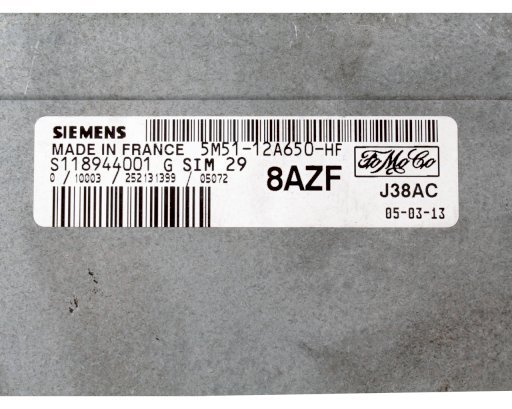 SIEMENS
MADE IN FRANCE 5M51-12A650-HF
S118944001 G SIM 29
0 / 10003 / 252131399 / 05072
8AZF
FoMoCo
J38AC
05-03-13